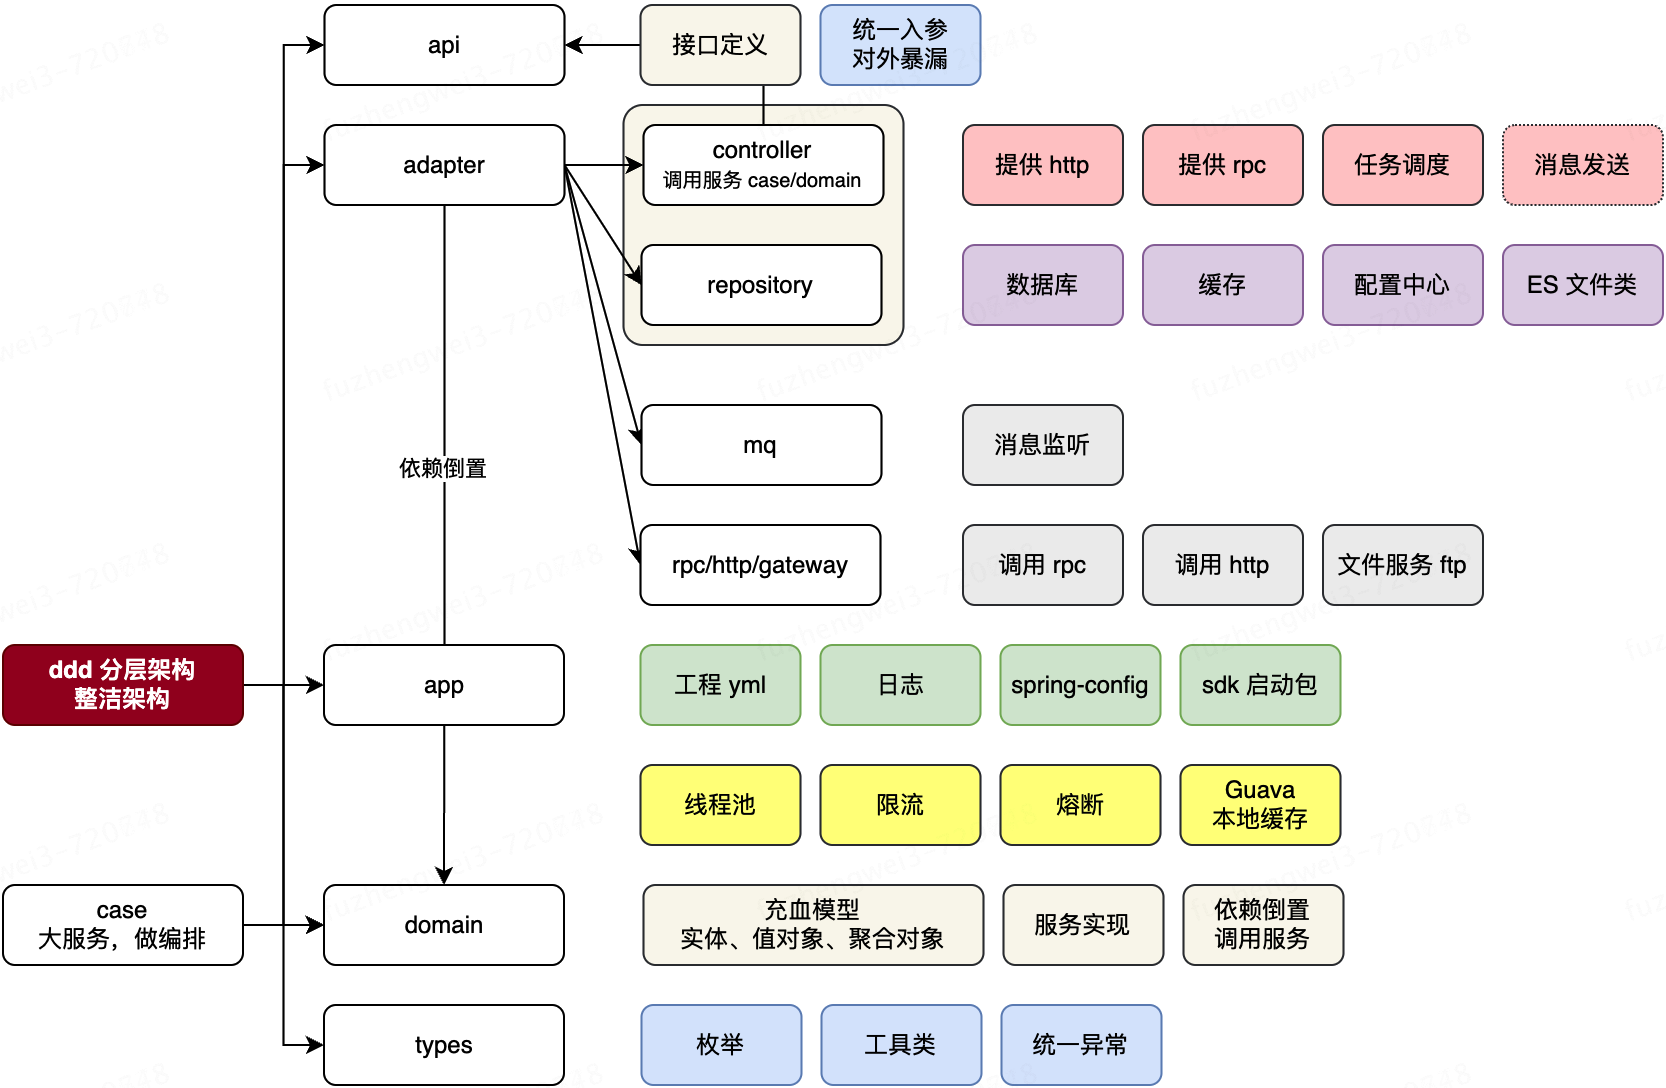 api
接口定义
统一入参
对外暴漏
adapter
controller
调用服务 case/domain
提供 http
提供 rpc
任务调度
消息发送
repository
数据库
缓存
配置中心
ES 文件类
mq
消息监听
依赖倒置
rpc/http/gateway
调用 rpc
调用 http
文件服务 ftp
ddd 分层架构
整洁架构
app
工程 yml
日志
spring-config
sdk 启动包
线程池
限流
熔断
Guava
本地缓存
case
大服务，做编排
domain
充血模型
实体、值对象、聚合对象
服务实现
依赖倒置
调用服务
types
枚举
工具类
统一异常